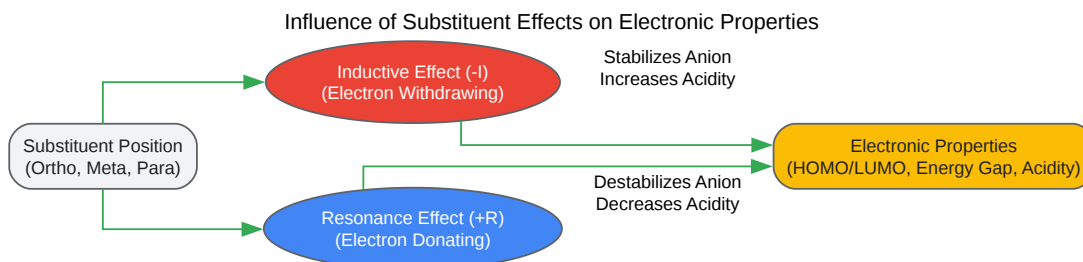 Influence of Substituent Effects on Electronic Properties
Stabilizes Anion
Increases Acidity
Inductive Effect (-I)
(Electron Withdrawing)
Substituent Position
(Ortho, Meta, Para)
Electronic Properties
(HOMO/LUMO, Energy Gap, Acidity)
Destabilizes Anion
Decreases Acidity
Resonance Effect (+R)
(Electron Donating)